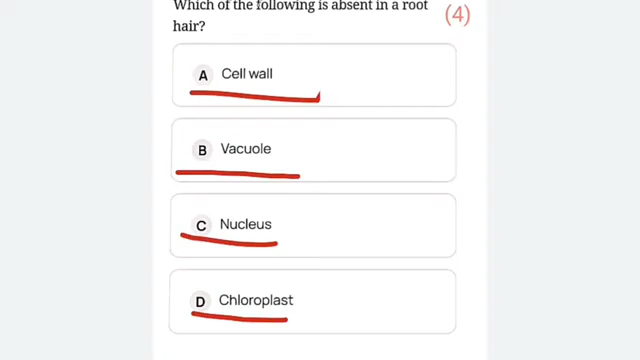 Which of the following is absent in a root
hair?
(4)
A Cell wall
B Vacuole
C Nucleus
D Chloroplast